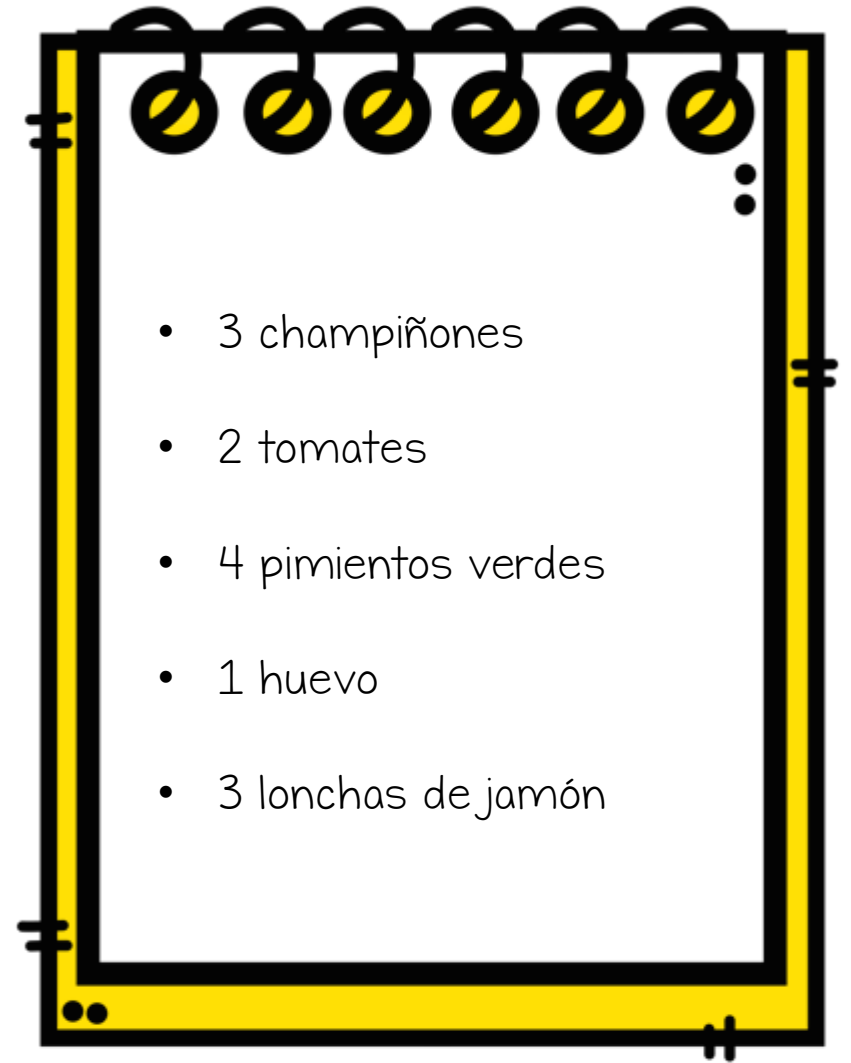 • 3 champiñones
• 2 tomates
• 4 pimientos verdes
• 1 huevo
• 3 lonchas de jamón